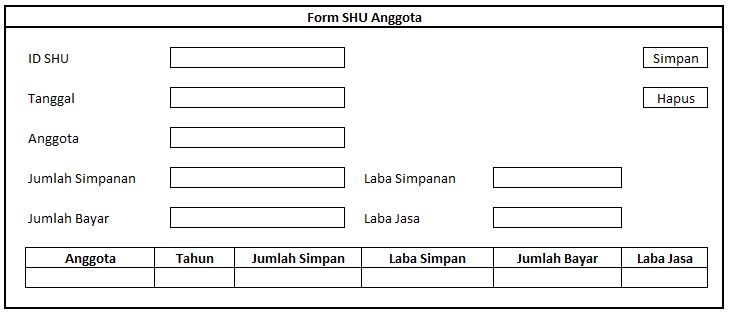 Form SHU Anggota
ID SHU Simpan
Tanggal Hapus
Anggota
Jumlah Simpanan Laba Simpanan
Jumlah Bayar Laba Jasa
Anggota Tahun Jumlah Simpan Laba Simpan Jumlah Bayar Laba Jasa